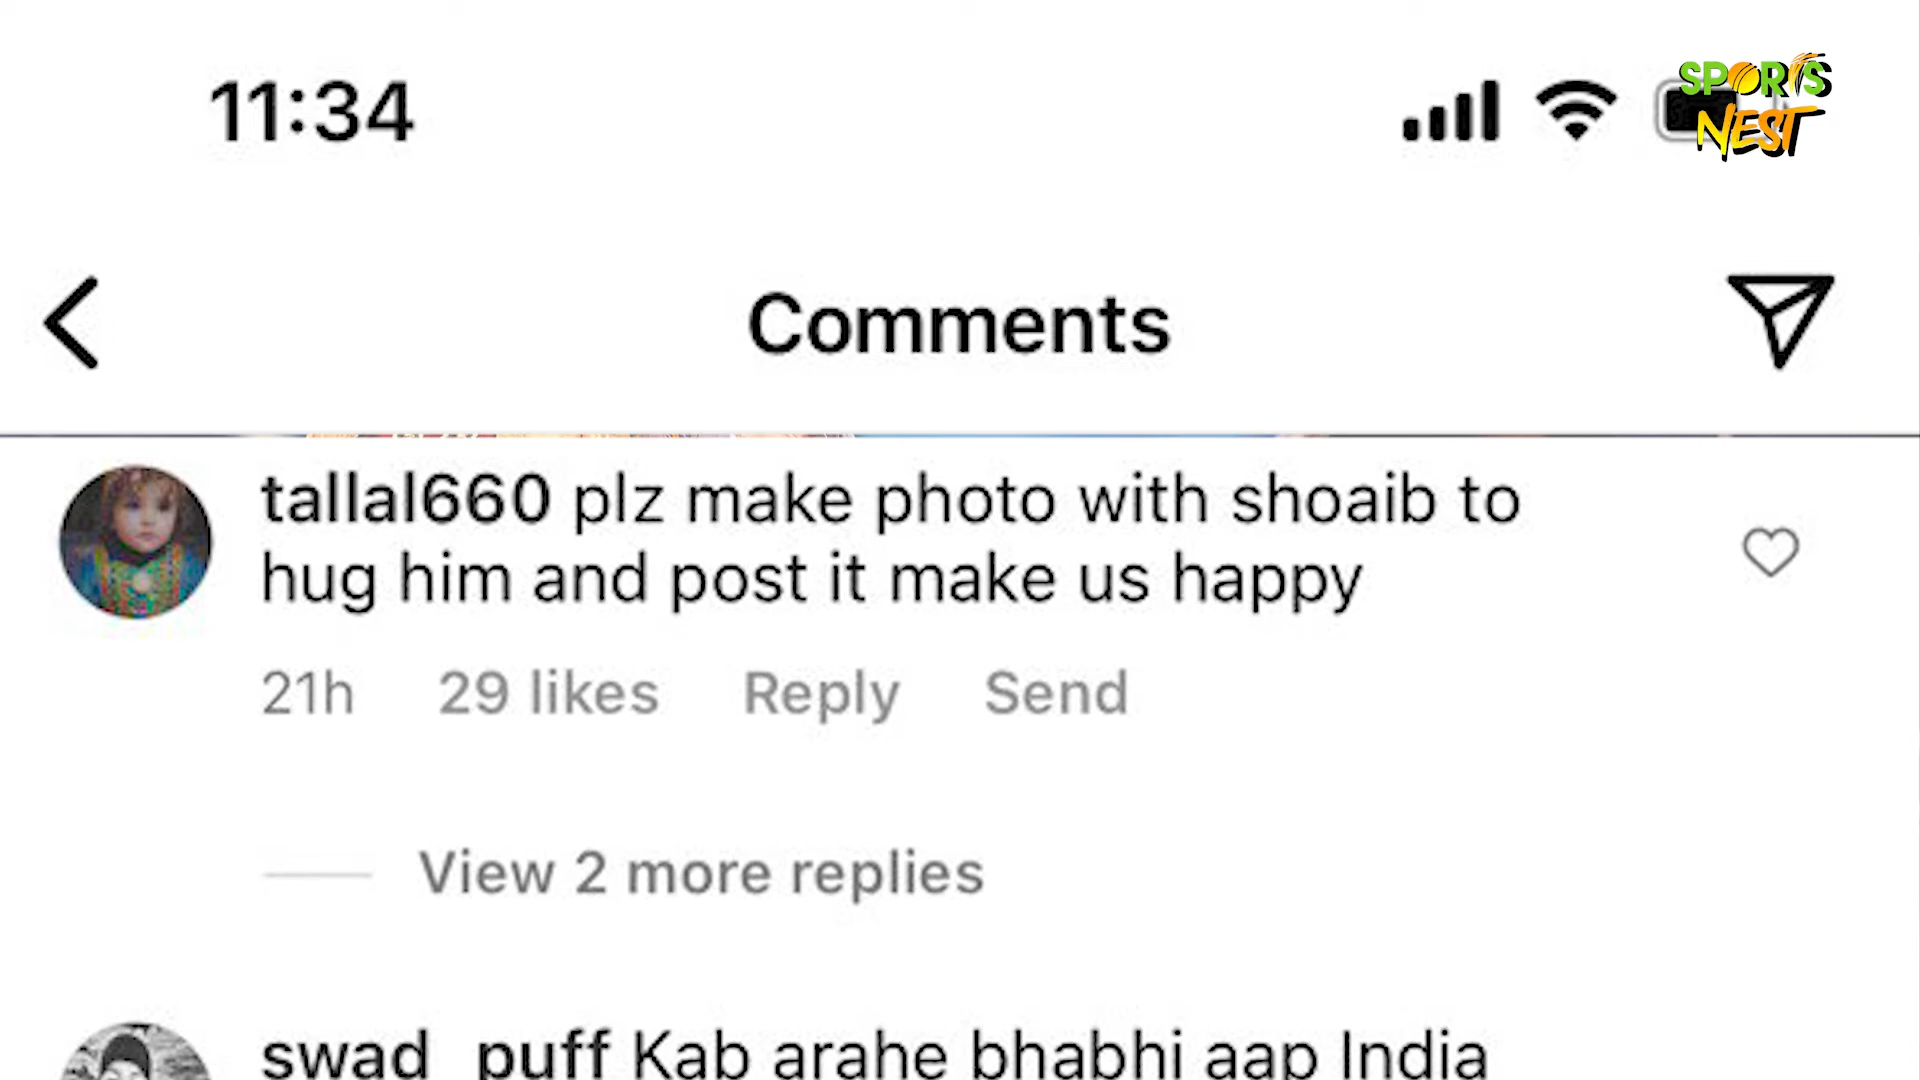 11:34
SPORTS
NEST
Comments
tallal660 plz make photo with shoaib to
hug him and post it make us happy
21h 29 likes Reply Send
View 2 more replies
swad_puff Kab arahe bhabhi aap India